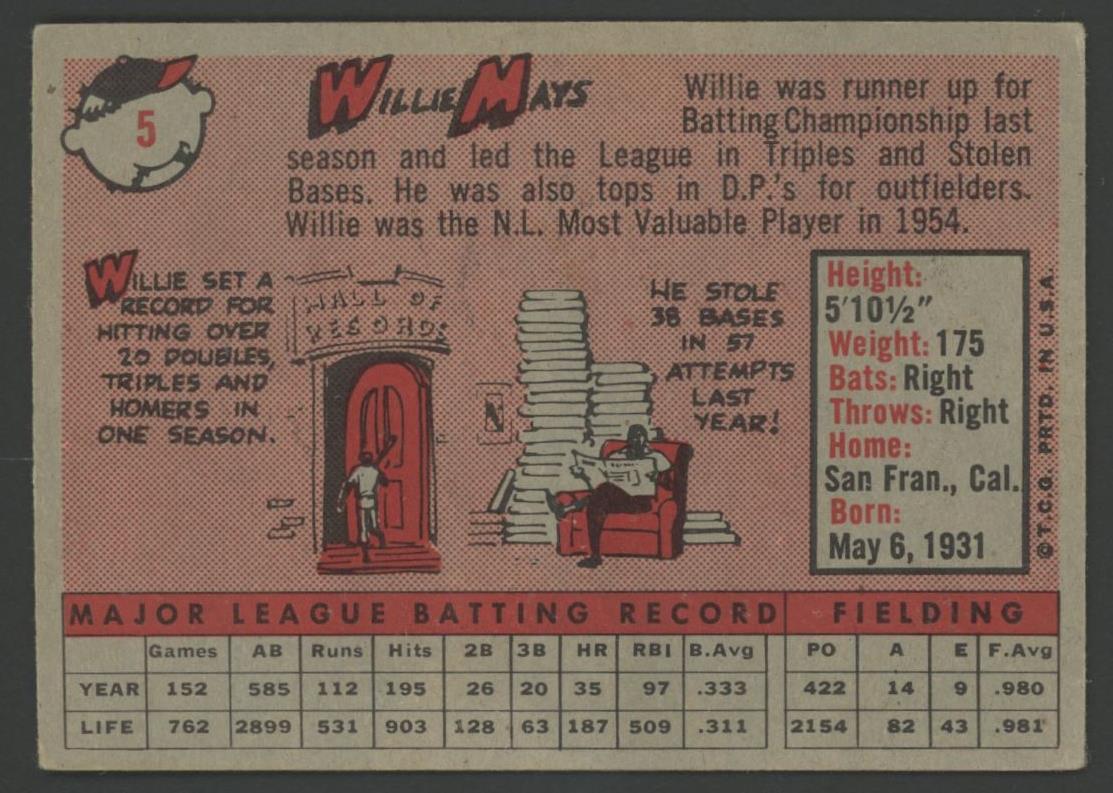 5
WILLIE MAYS
Willie was runner up for
Batting Championship last
season and led the League in Triples and Stolen
Bases. He was also tops in D.P.'s for outfielders.
Willie was the N.L. Most Valuable Player in 1954.
WILLIE SET A
RECORD FOR
HITTING OVER
20 DOUBLES,
TRIPLES AND
HOMERS IN
ONE SEASON.
HALL OF
RECORDS
HE STOLE
38 BASES
IN 57
ATTEMPTS
LAST
YEAR!
Height:
5'10½"
Weight: 175
Bats: Right
Throws: Right
Home:
San Fran., Cal.
Born:
May 6, 1931
©T.C.G. PRTD. IN U.S.A.
MAJOR LEAGUE BATTING RECORD FIELDING
Games AB Runs Hits 2B 3B HR RBI B.Avg PO A E F.Avg
YEAR 152 585 112 195 26 20 35 97 .333 422 14 9 .980
LIFE 762 2899 531 903 128 63 187 509 .311 2154 82 43 .981